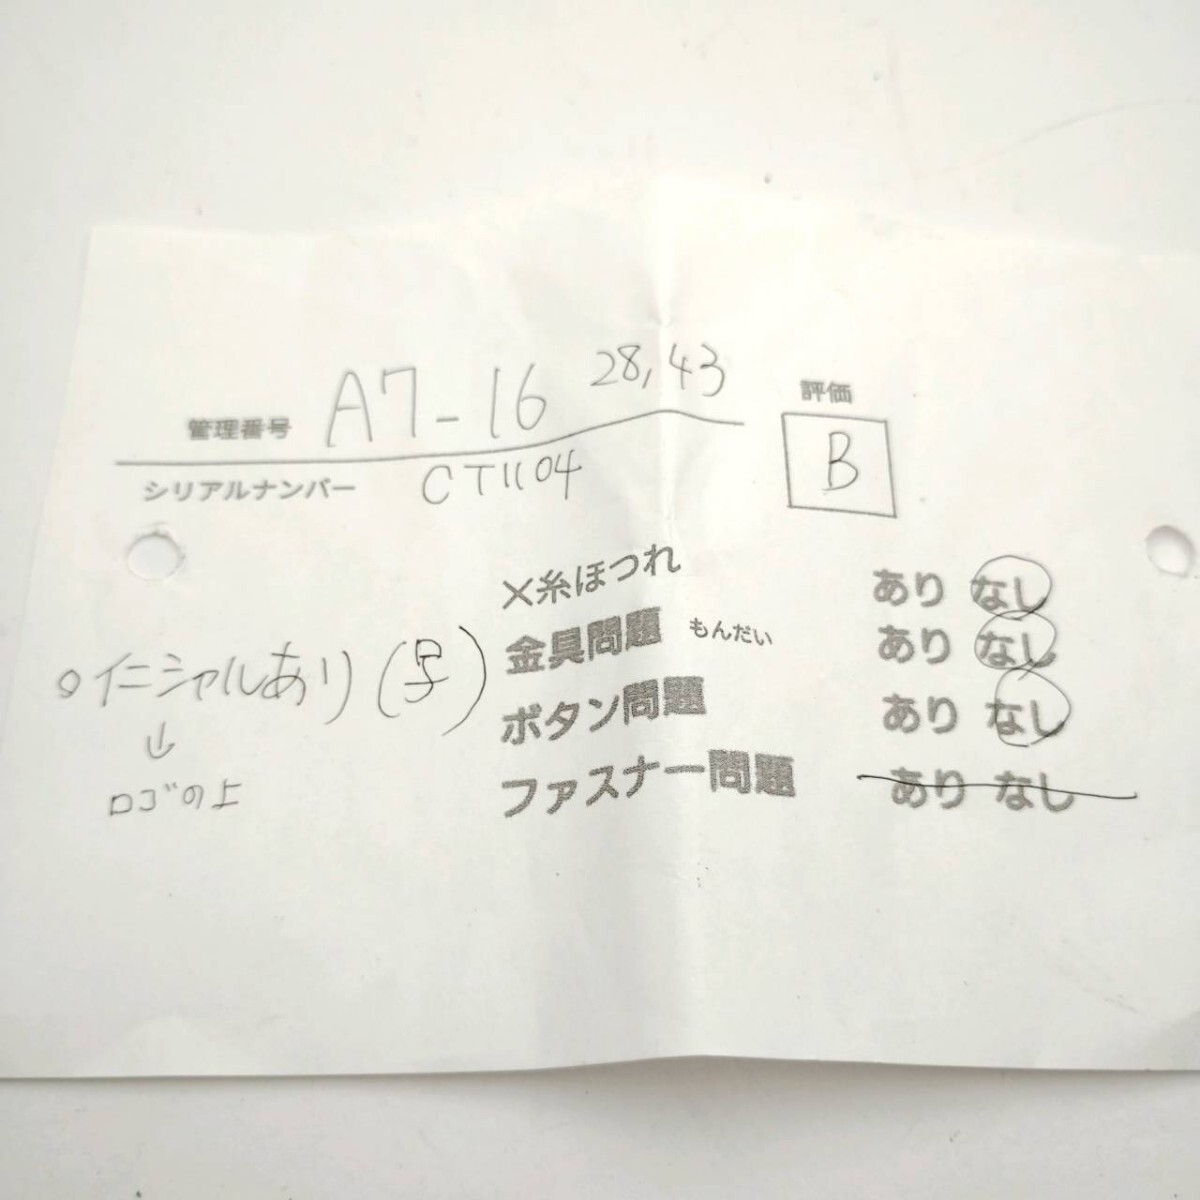 管理番号 A7-16 28,43
評価
B
シリアルナンバー CT1104
×糸ほつれ あり なし
金具問題 もんだい あり なし
ボタン問題 あり なし
ファスナー問題 あり なし
○イニシャルあり(写)
↓
ロゴの上